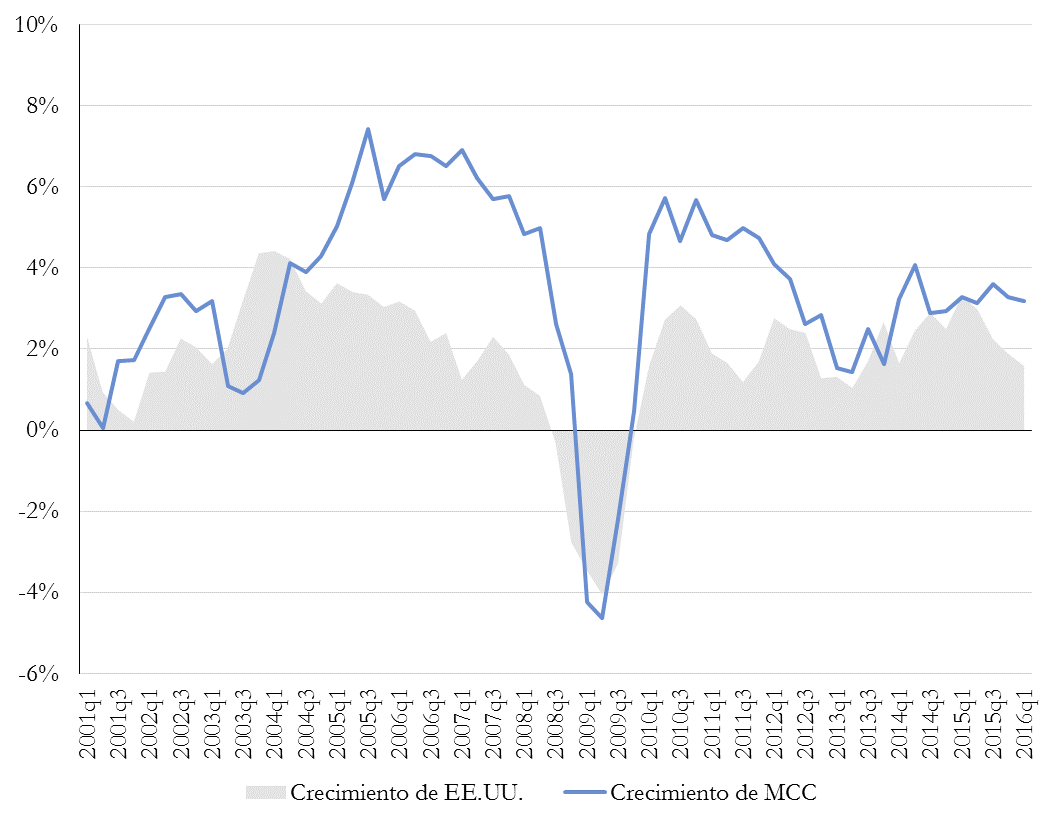 10%
8%
6%
4%
2%
0%
-2%
-4%
-6%
2001q1
2001q3
2002q1
2002q3
2003q1
2003q3
2004q1
2004q3
2005q1
2005q3
2006q1
2006q3
2007q1
2007q3
2008q1
2008q3
2009q1
2009q3
2010q1
2010q3
2011q1
2011q3
2012q1
2012q3
2013q1
2013q3
2014q1
2014q3
2015q1
2015q3
2016q1
Crecimiento de EE.UU. Crecimiento de MCC